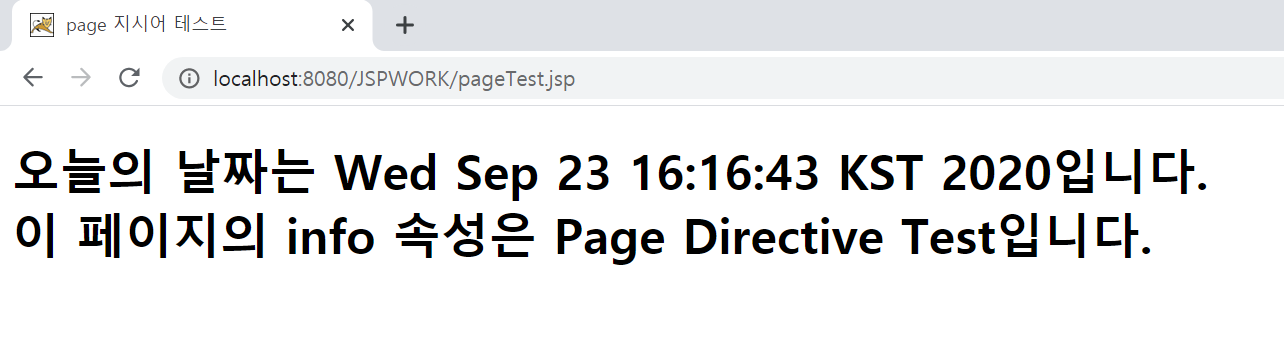 page 지시어 테스트
localhost:8080/JSPWORK/pageTest.jsp
오늘의 날짜는 Wed Sep 23 16:16:43 KST 2020입니다.
이 페이지의 info 속성은 Page Directive Test입니다.